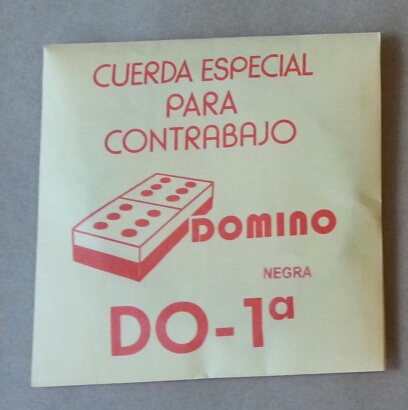 CUERDA ESPECIAL
PARA
CONTRABAJO
DOMINO
NEGRA
DO-1ª